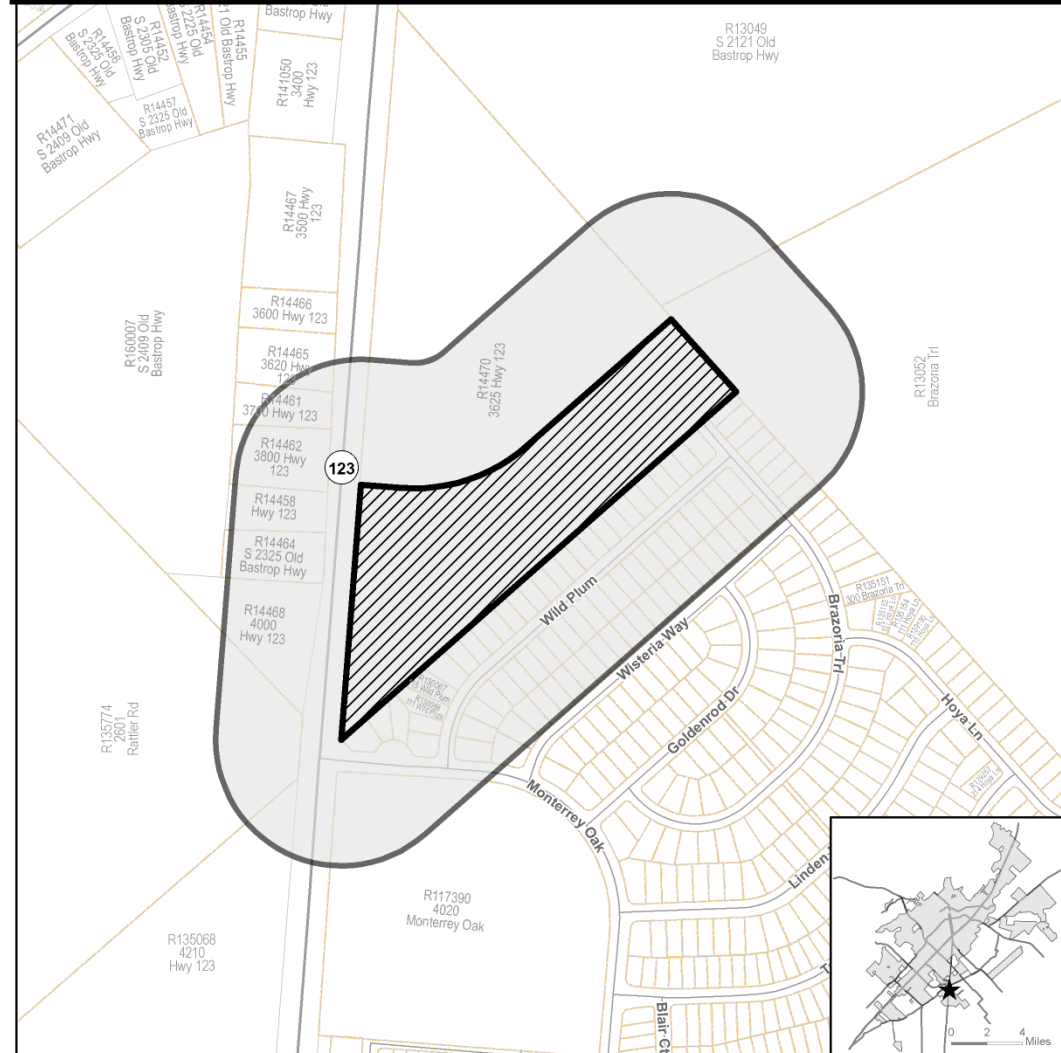 Bastrop Hwy
R14456
S 2325 Old
Bastrop Hwy
R14452
S 2305 Old
Bastrop Hwy
R14454
S 2225 Old
Bastrop Hwy
R14455
21 Old Bastrop Hwy
R141050
3400
Hwy 123
R13049
S 2121 Old
Bastrop Hwy
R14457
S 2325 Old
Bastrop Hwy
R14471
S 2409 Old
Bastrop Hwy
R14467
3500 Hwy
123
R14466
3600 Hwy 123
R160007
S 2409 Old
Bastrop Hwy
R14465
3620 Hwy
123
R14470
3625 Hwy 123
R13052
Brazoria Trl
R14461
3700 Hwy 123
R14462
3800 Hwy
123
123
R14458
Hwy 123
R14464
S 2325 Old
Bastrop Hwy
R14468
4000
Hwy 123
Wild Plum
Wisteria Way
Brazoria Trl
R135151
300 Brazoria Trl
Goldenrod Dr
Hoya Ln
R135774
2601
Rattler Rd
Monterrey Oak
Linden
R117390
4020
Monterrey Oak
R135068
4210
Hwy 123
Blair Ct
0 2 4
Miles